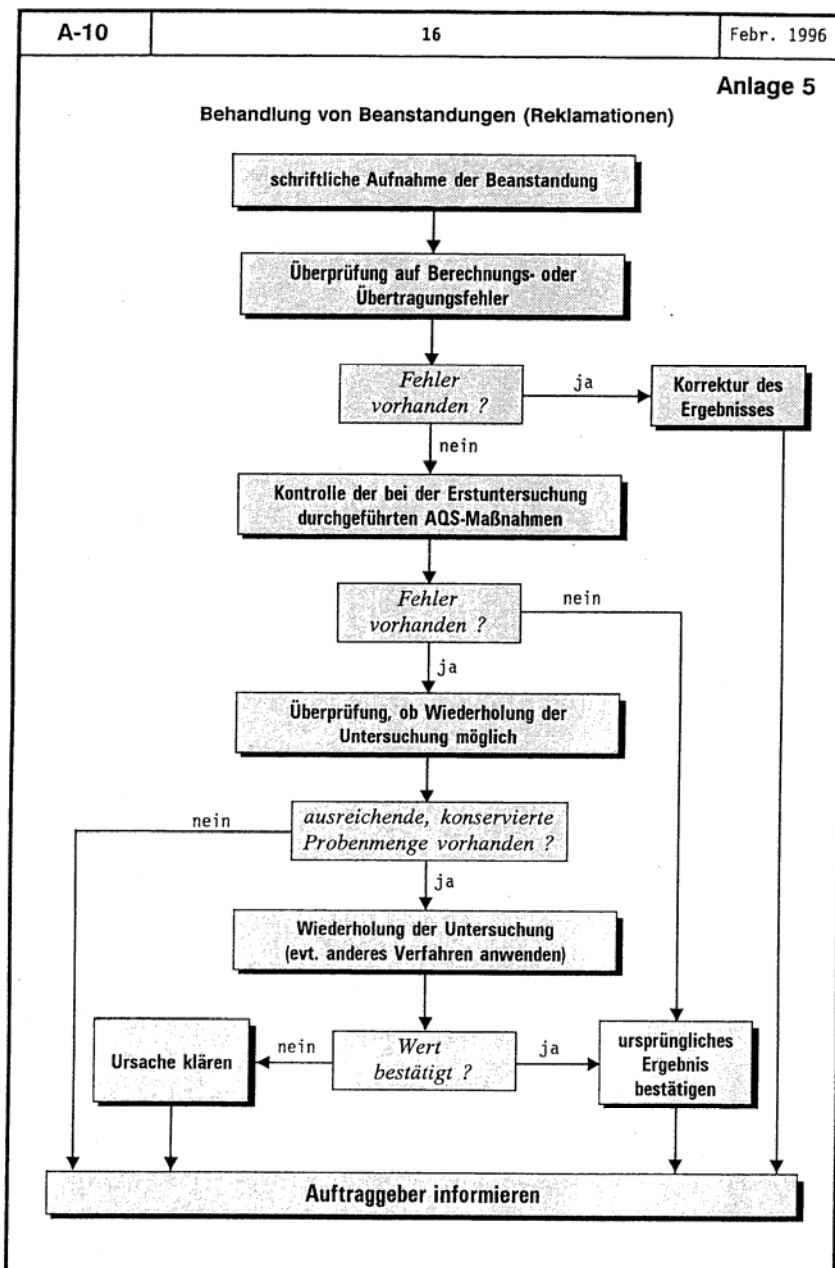 A-10 16 Febr. 1996
Anlage 5
Behandlung von Beanstandungen (Reklamationen)
schriftliche Aufnahme der Beanstandung
Überprüfung auf Berechnungs- oder
Übertragungsfehler
Fehler
vorhanden ?
ja
Korrektur des
Ergebnisses
nein
Kontrolle der bei der Erstuntersuchung
durchgeführten AQS-Maßnahmen
Fehler
vorhanden ?
nein
ja
Überprüfung, ob Wiederholung der
Untersuchung möglich
nein
ausreichende, konservierte
Probenmenge vorhanden ?
ja
Wiederholung der Untersuchung
(evt. anderes Verfahren anwenden)
Ursache klären
nein
Wert
bestätigt ?
ja
ursprüngliches
Ergebnis
bestätigen
Auftraggeber informieren